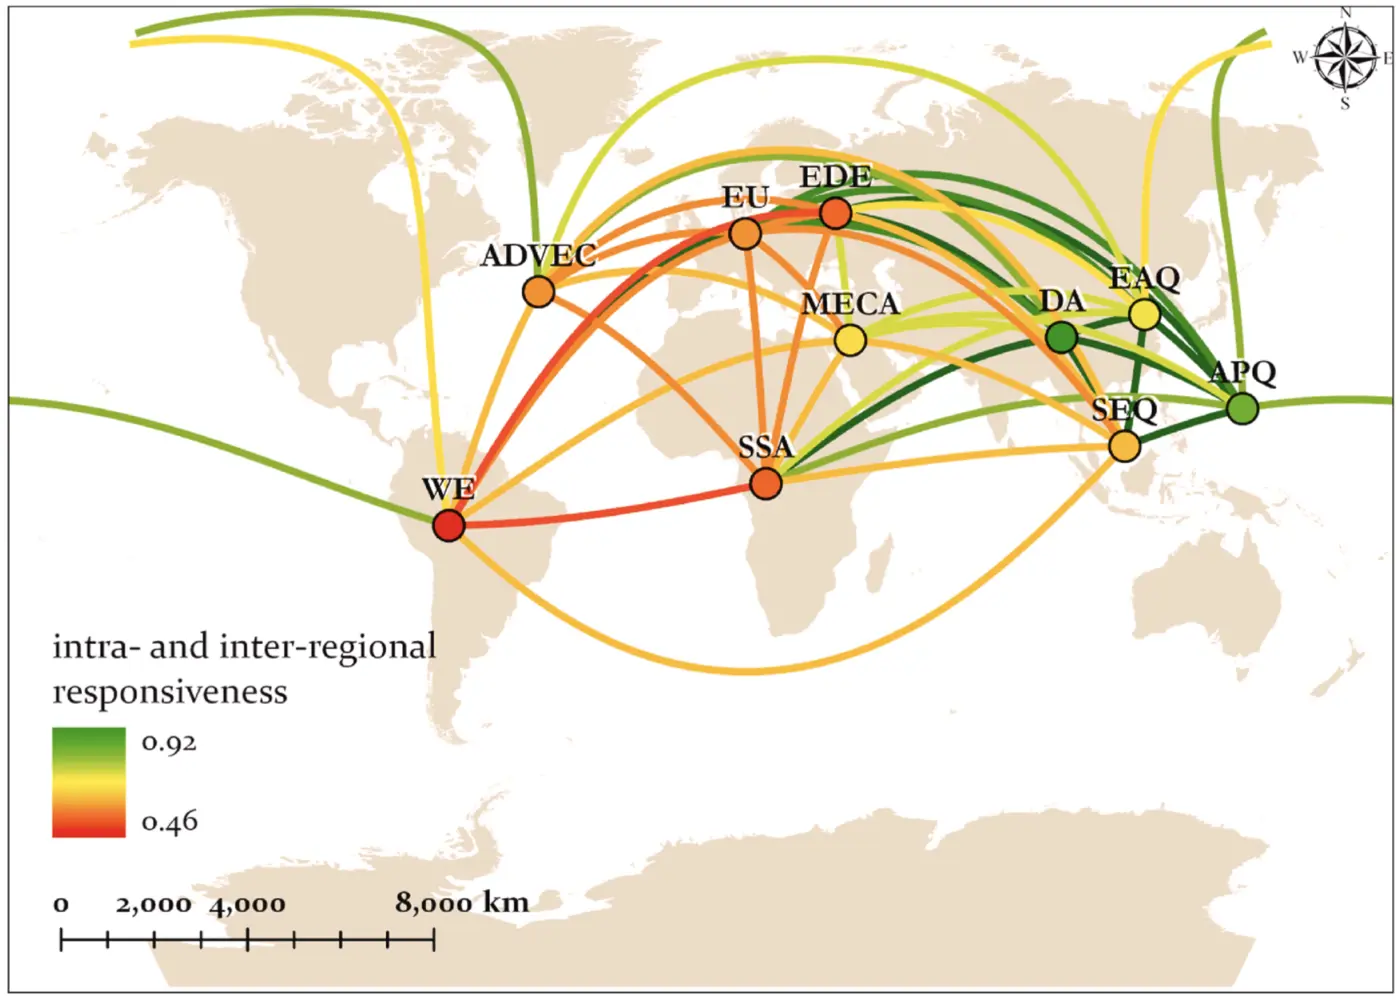 N
W E
S
EDE
EU
ADVEC
EAQ
MECA
DA
APQ
SEQ
SSA
WE
intra- and inter-regional
responsiveness
0.92
0.46
0 2,000 4,000 8,000 km